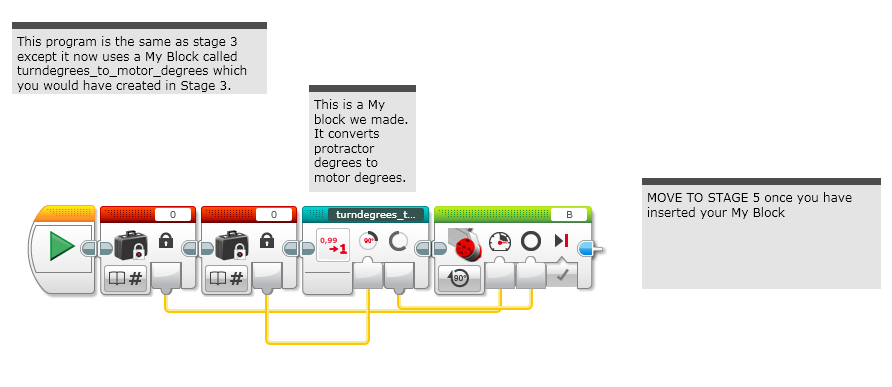 This program is the same as stage 3
except it now uses a My Block called
turndegrees_to_motor_degrees which
you would have created in Stage 3.
This is a My
block we made.
It converts
protractor
degrees to
motor degrees.
MOVE TO STAGE 5 once you have
inserted your My Block
0
0
turndegrees_t...
B
0,99
1
90°
#
#
90°